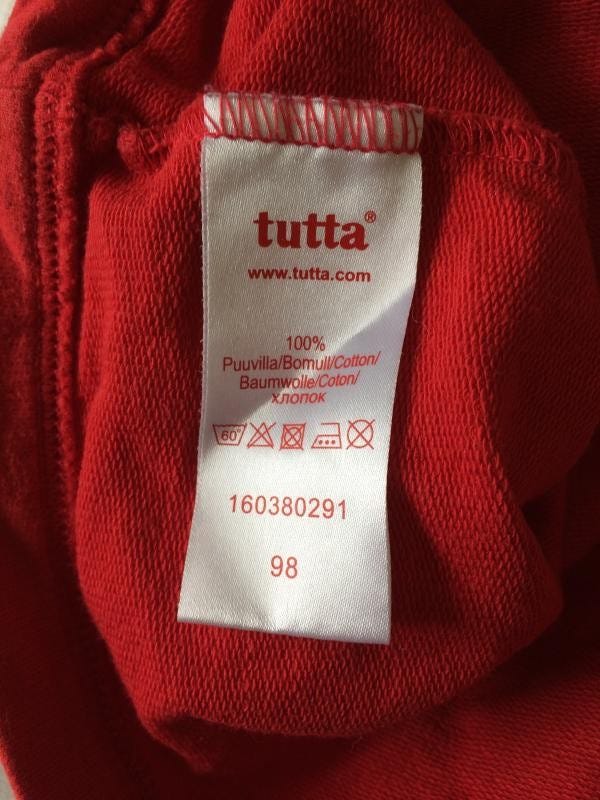 tutta®
www.tutta.com
100%
Puuvilla/Bomull/Cotton/
Baumwolle/Coton/
хлопок
60°
160380291
98